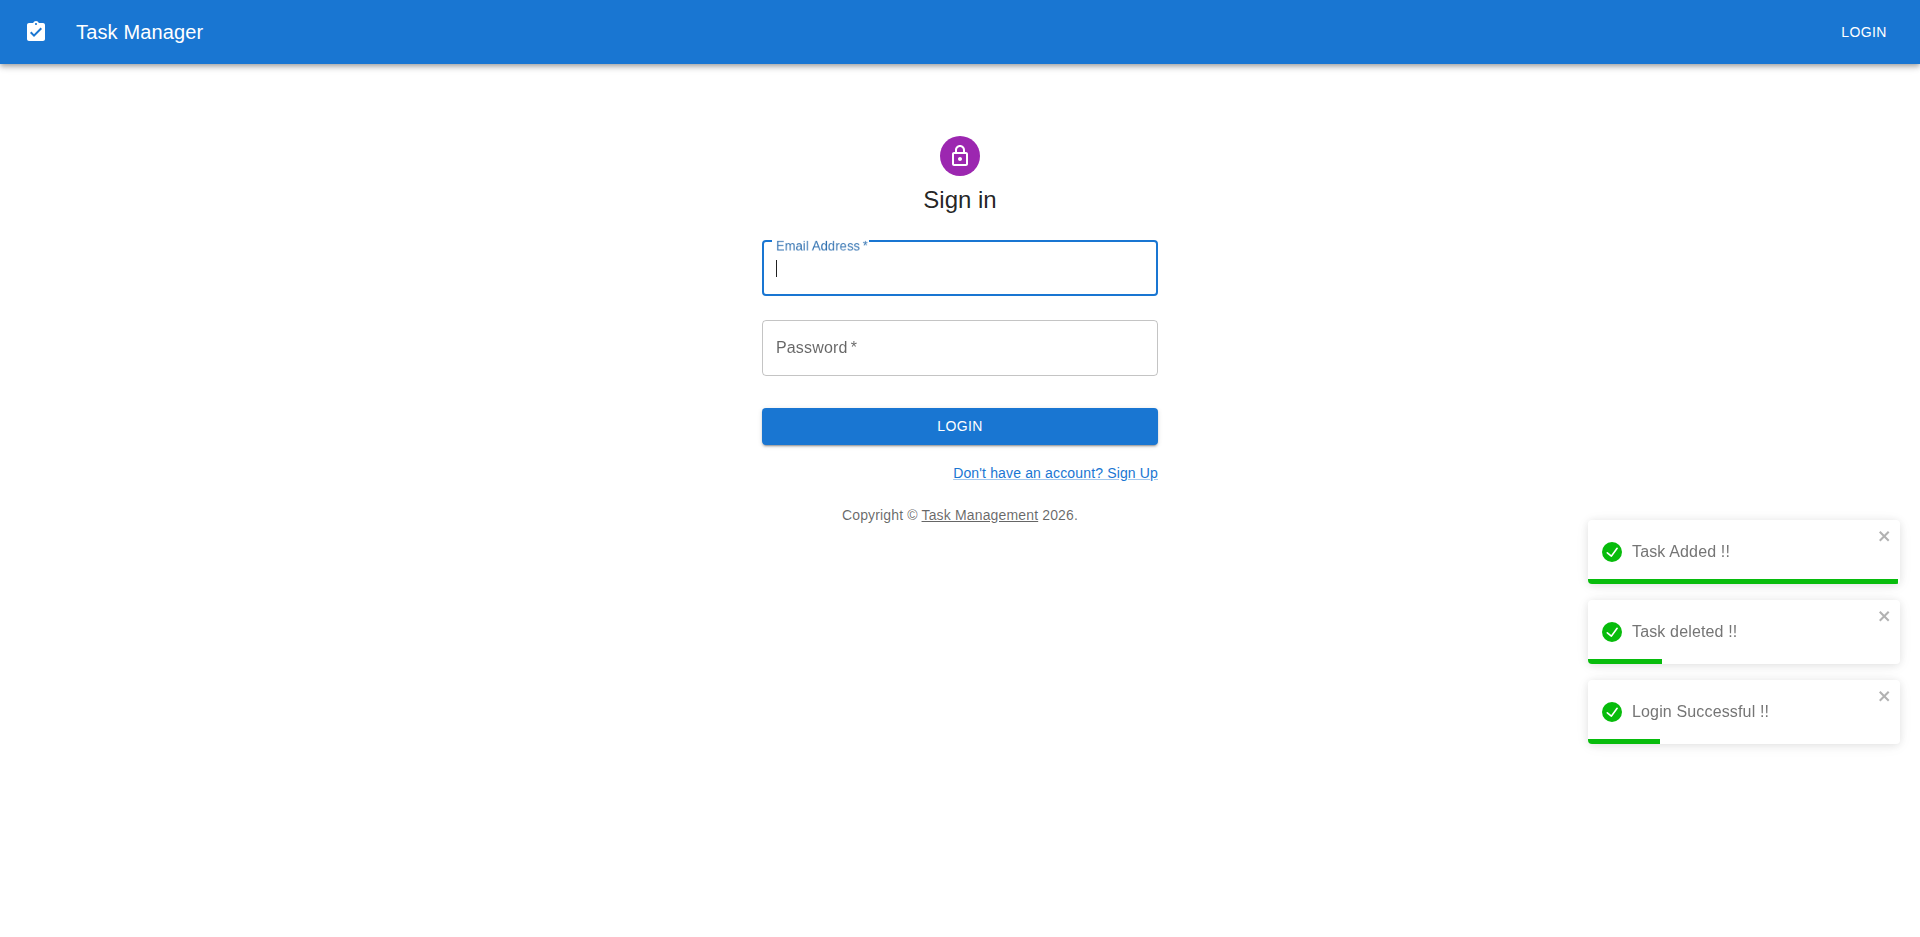 Task Manager
LOGIN
Sign in
Email Address *
Password *
LOGIN
Don't have an account? Sign Up
Copyright © Task Management 2026.
Task Added !!
Task deleted !!
Login Successful !!